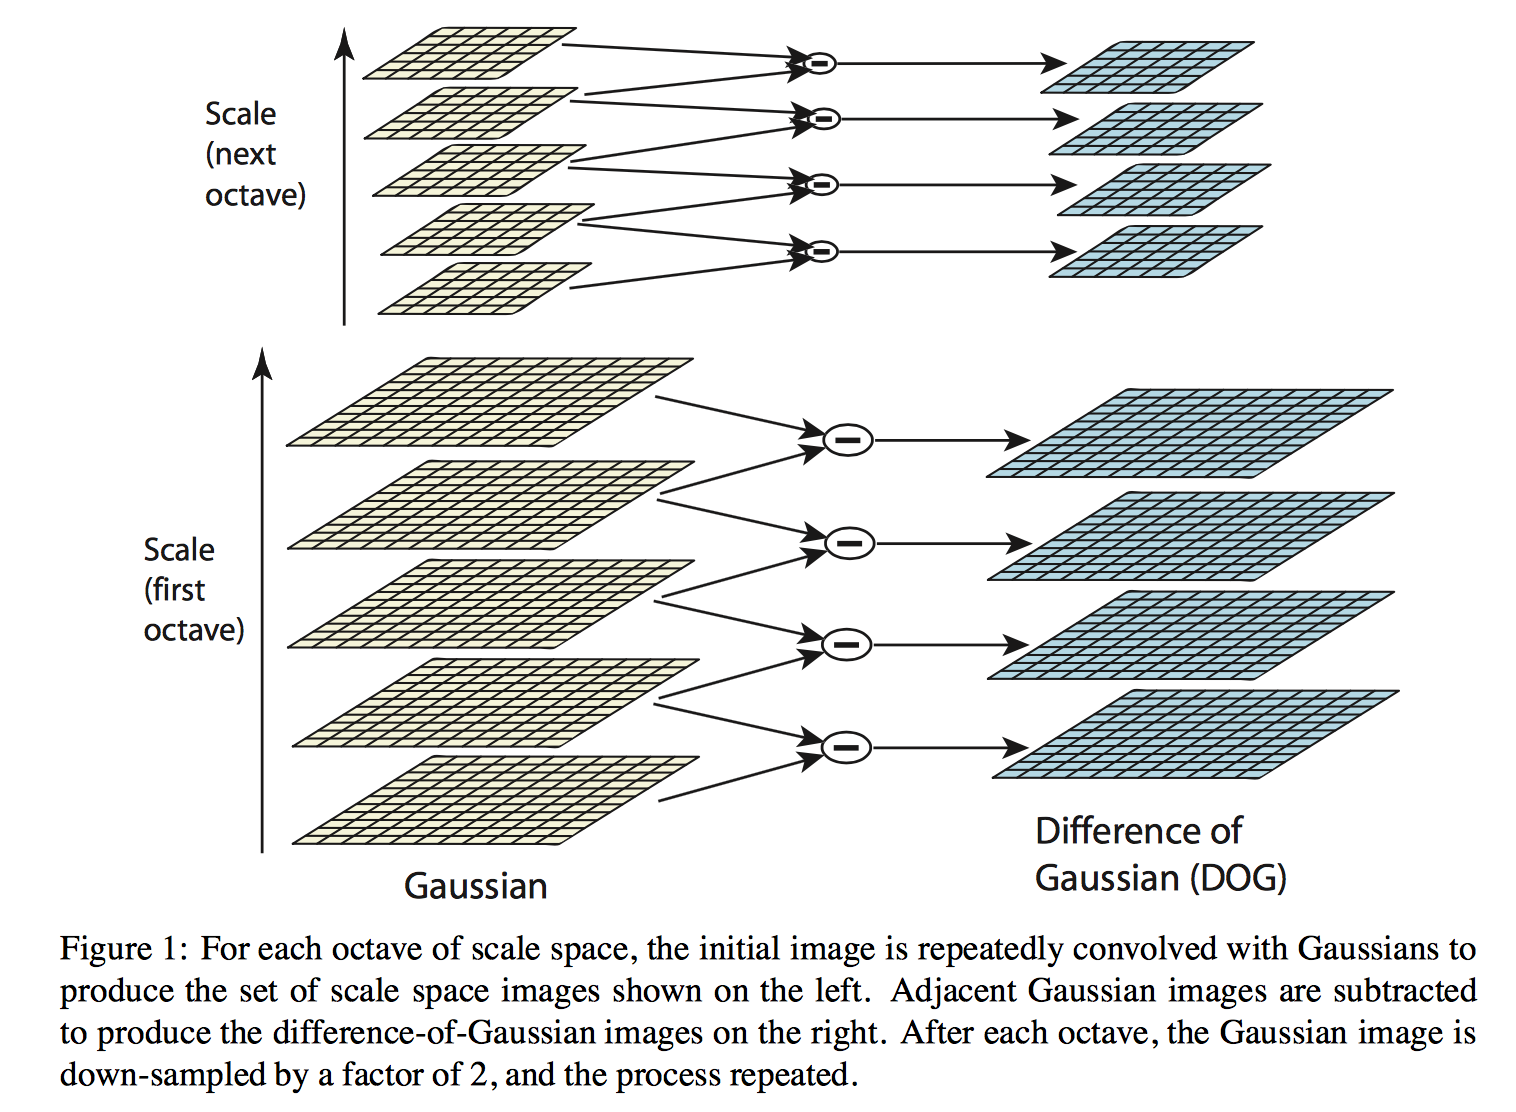 Scale
(next
octave)
Scale
(first
octave)
Gaussian
Difference of
Gaussian (DOG)
Figure 1: For each octave of scale space, the initial image is repeatedly convolved with Gaussians to
produce the set of scale space images shown on the left. Adjacent Gaussian images are subtracted
to produce the difference-of-Gaussian images on the right. After each octave, the Gaussian image is
down-sampled by a factor of 2, and the process repeated.